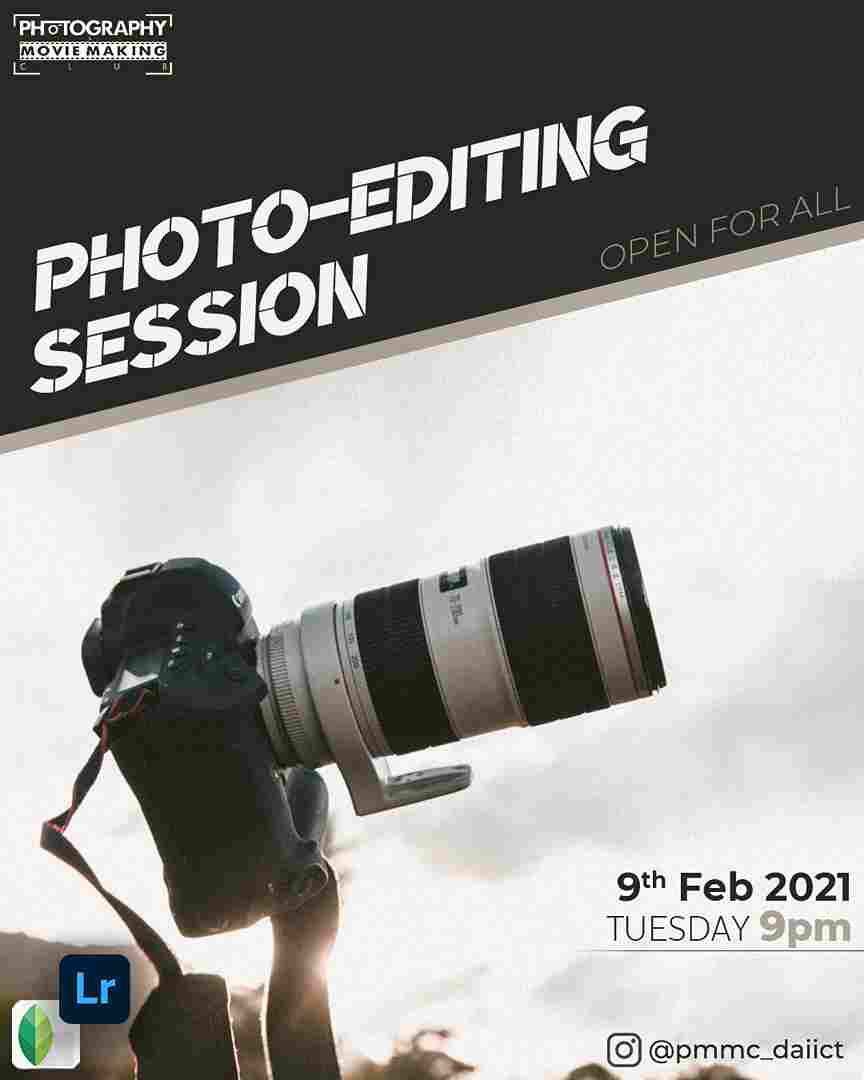 PHOTOGRAPHY
MOVIE MAKING
CLUB
PHOTO-EDITING
SESSION
OPEN FOR ALL
9th Feb 2021
TUESDAY 9pm
Lr
@pmmc_daiict